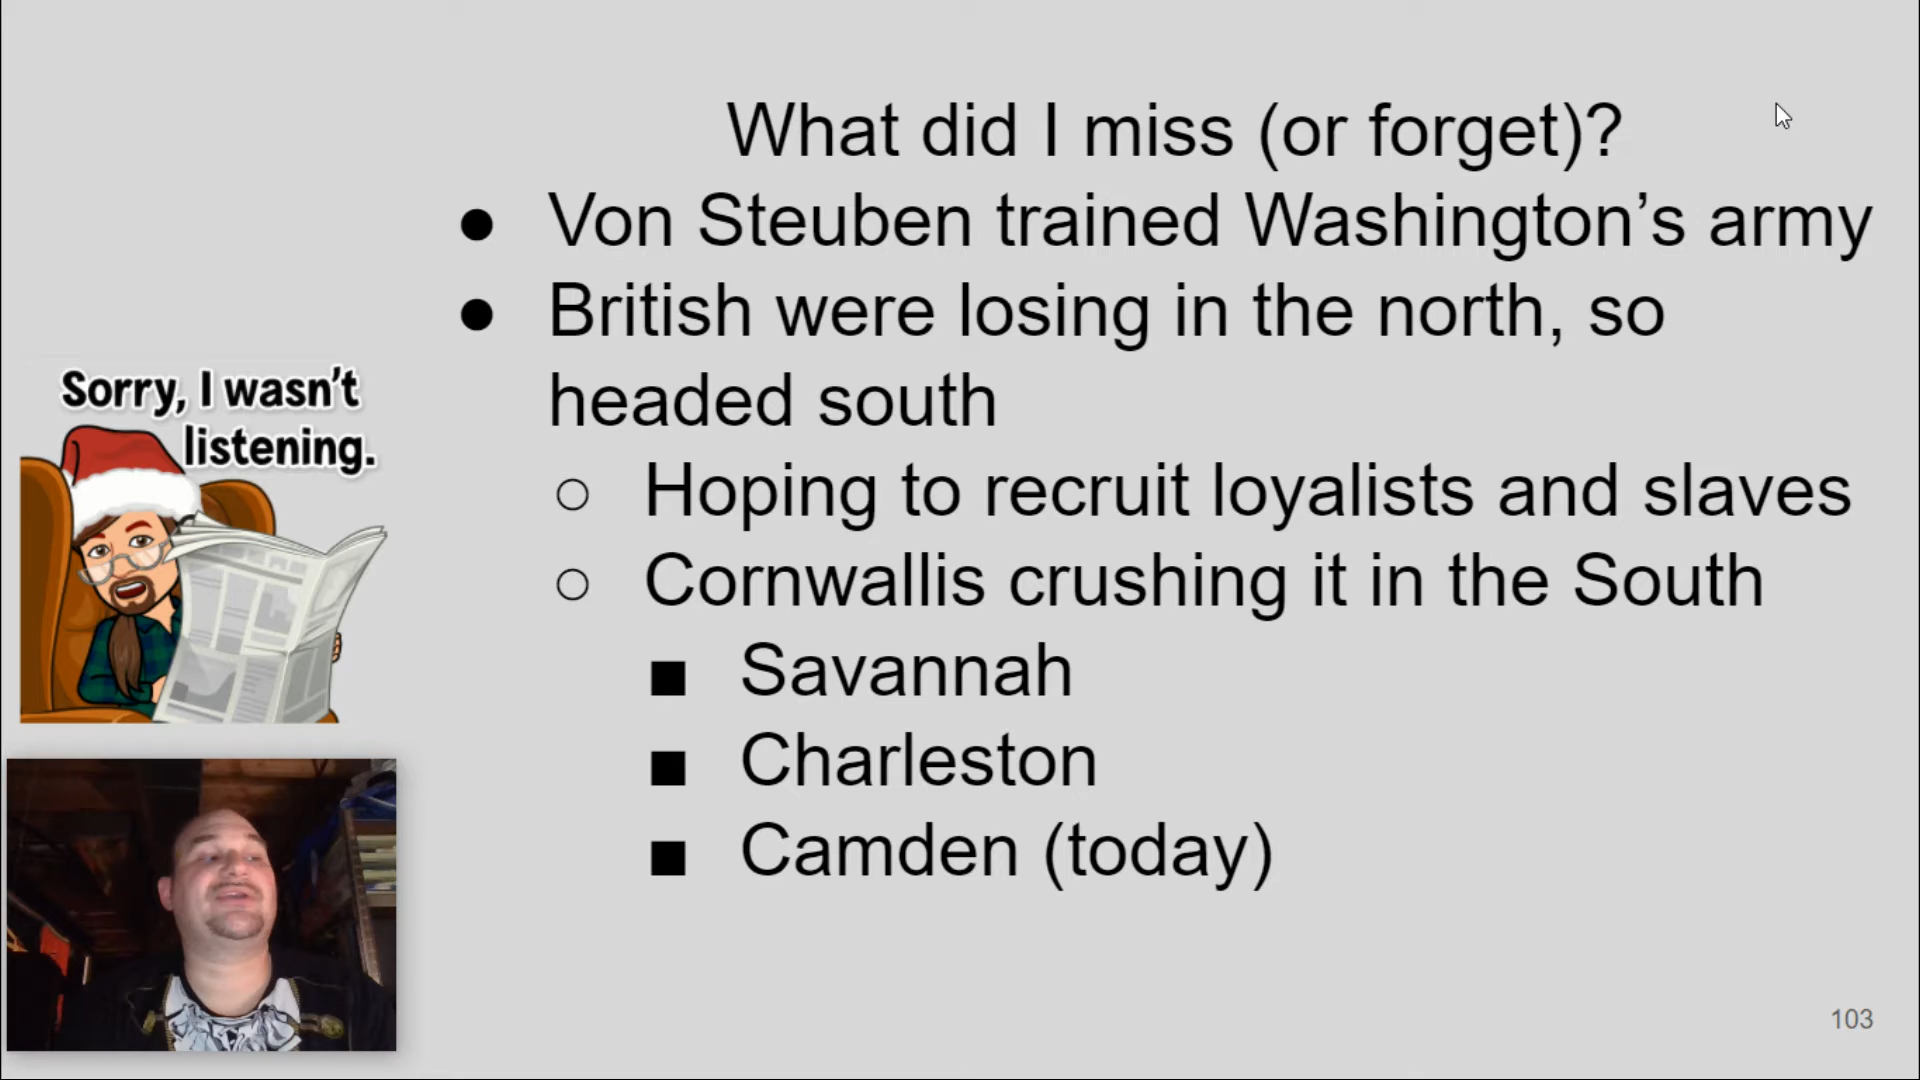 What did I miss (or forget)?
● Von Steuben trained Washington’s army
● British were losing in the north, so
headed south
○ Hoping to recruit loyalists and slaves
○ Cornwallis crushing it in the South
■ Savannah
■ Charleston
■ Camden (today)
Sorry, I wasn’t
listening.
103